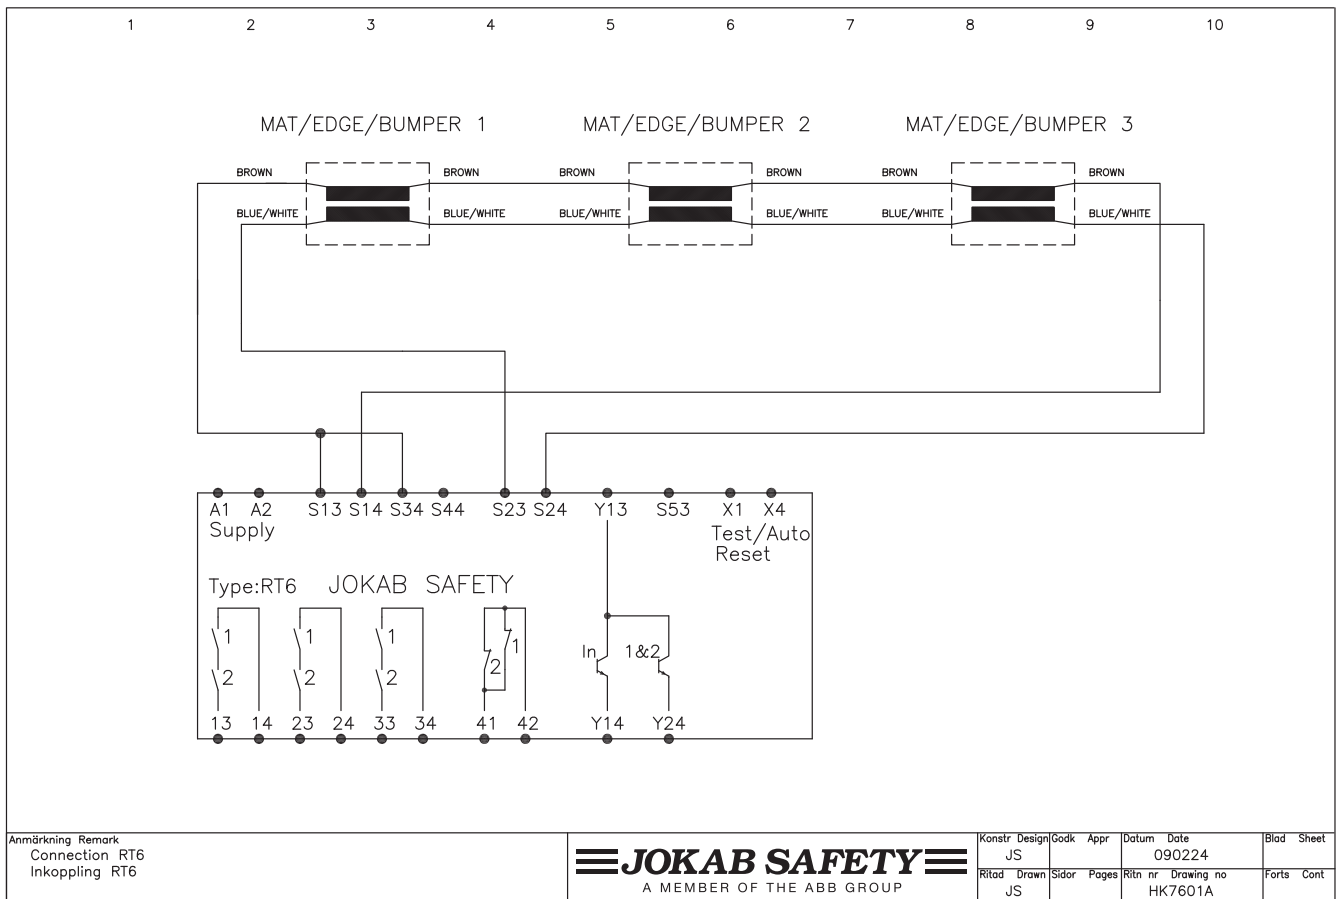 1 2 3 4 5 6 7 8 9 10
MAT/EDGE/BUMPER 1 MAT/EDGE/BUMPER 2 MAT/EDGE/BUMPER 3
BROWN BROWN BROWN BROWN BROWN BROWN
BLUE/WHITE BLUE/WHITE BLUE/WHITE BLUE/WHITE BLUE/WHITE BLUE/WHITE
A1 A2 S13 S14 S34 S44 S23 S24 Y13 S53 X1 X4
Supply Test/Auto
Reset
Type:RT6 JOKAB SAFETY
1 1 1 1 In 1&2
2 2 2 2
13 14 23 24 33 34 41 42 Y14 Y24
Anmärkning Remark
Connection RT6
Inkoppling RT6
JOKAB SAFETY
A MEMBER OF THE ABB GROUP
Konstr Design Godk Appr Datum Date Blad Sheet
JS 090224
Ritad Drawn Sidor Pages Ritn nr Drawing no Forts Cont
JS HK7601A